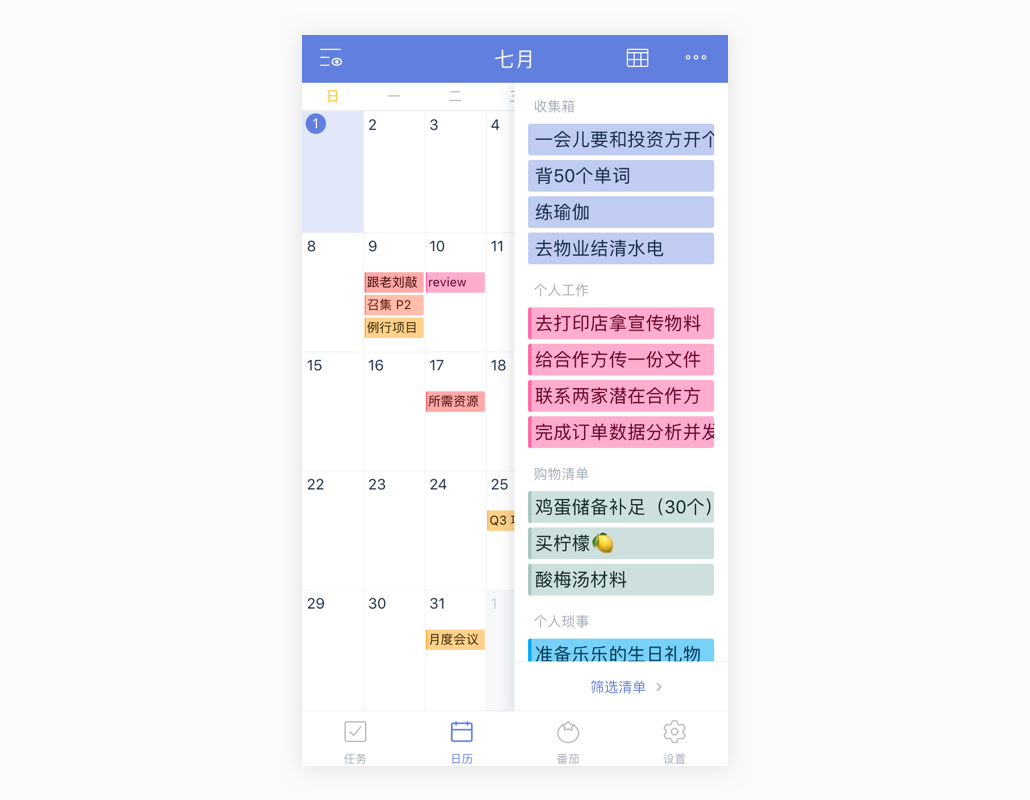 七月
日 一 二
1 2 3 4
8 9 10 11
跟老刘敲 review
召集 P2
例行项目
15 16 17 18
所需资源
22 23 24 25
Q3
29 30 31 1
月度会议
收集箱
一会儿要和投资方开个
背50个单词
练瑜伽
去物业结清水电
个人工作
去打印店拿宣传物料
给合作方传一份文件
联系两家潜在合作方
完成订单数据分析并发
购物清单
鸡蛋储备补足（30个）
买柠檬🍋
酸梅汤材料
个人琐事
准备乐乐的生日礼物
筛选清单 >
任务 日历 番茄 设置